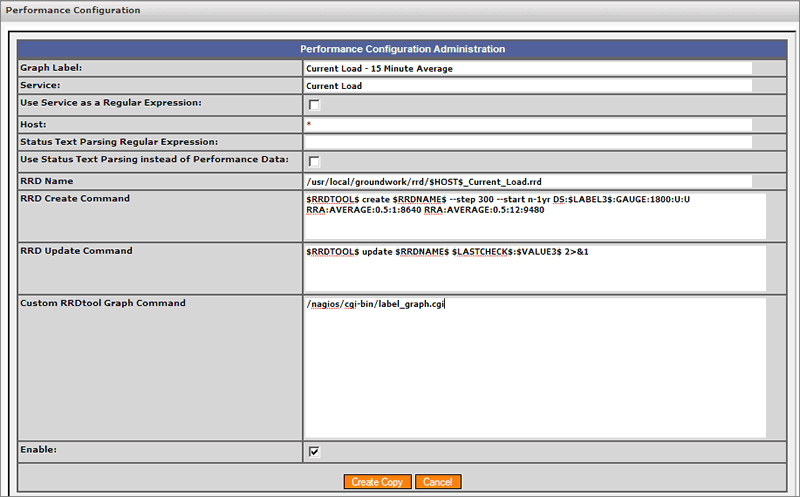 Performance Configuration
Performance Configuration Administration
Graph Label:
Current Load - 15 Minute Average
Service:
Current Load
Use Service as a Regular Expression:
Host:
*
Status Text Parsing Regular Expression:
Use Status Text Parsing instead of Performance Data:
RRD Name
/usr/local/groundwork/rrd/$HOST$_Current_Load.rrd
RRD Create Command
$RRDTOOL$ create $RRDNAME$ --step 300 --start n-1yr DS:$LABEL3$:GAUGE:1800:U:U
RRA:AVERAGE:0.5:1:8640 RRA:AVERAGE:0.5:12:9480
RRD Update Command
$RRDTOOL$ update $RRDNAME$ $LASTCHECK$:$VALUE3$ 2>&1
Custom RRDtool Graph Command
/nagios/cgi-bin/label_graph.cgi
Enable:
Create Copy
Cancel